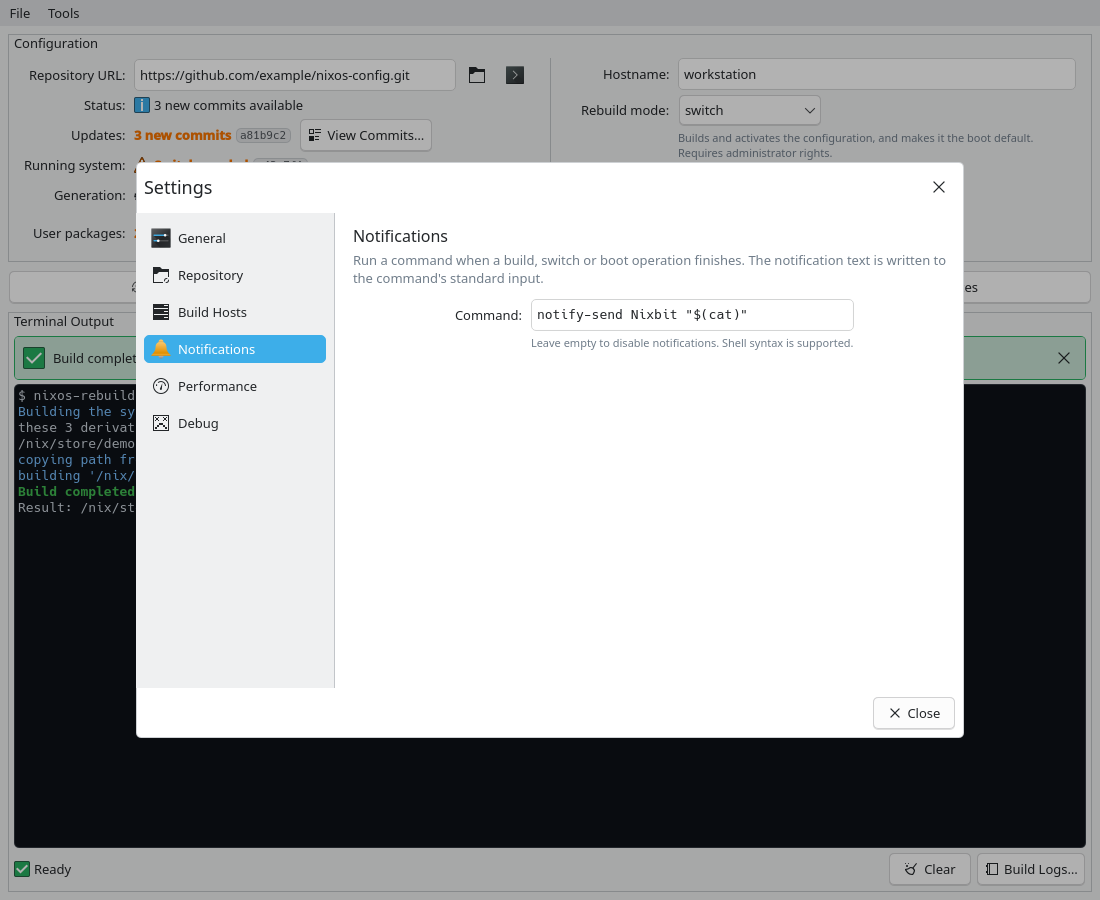 File Tools
Configuration
Repository URL: https://github.com/example/nixos-config.git
Hostname: workstation
Status: 3 new commits available
Rebuild mode: switch
Updates: 3 new commits a81b9c2 View Commits...
Builds and activates the configuration, and makes it the boot default.
Requires administrator rights.
Running system:
Generation:
User packages:
Settings
General
Repository
Build Hosts
Notifications
Performance
Debug
Notifications
Run a command when a build, switch or boot operation finishes. The notification text is written to
the command's standard input.
Command: notify-send Nixbit "$(cat)"
Leave empty to disable notifications. Shell syntax is supported.
Close
Terminal Output
Build complet
$ nixos-rebuild
Building the sy
these 3 derivat
/nix/store/demo
copying path fr
building '/nix/
Build completed
Result: /nix/st
Ready
Clear
Build Logs...